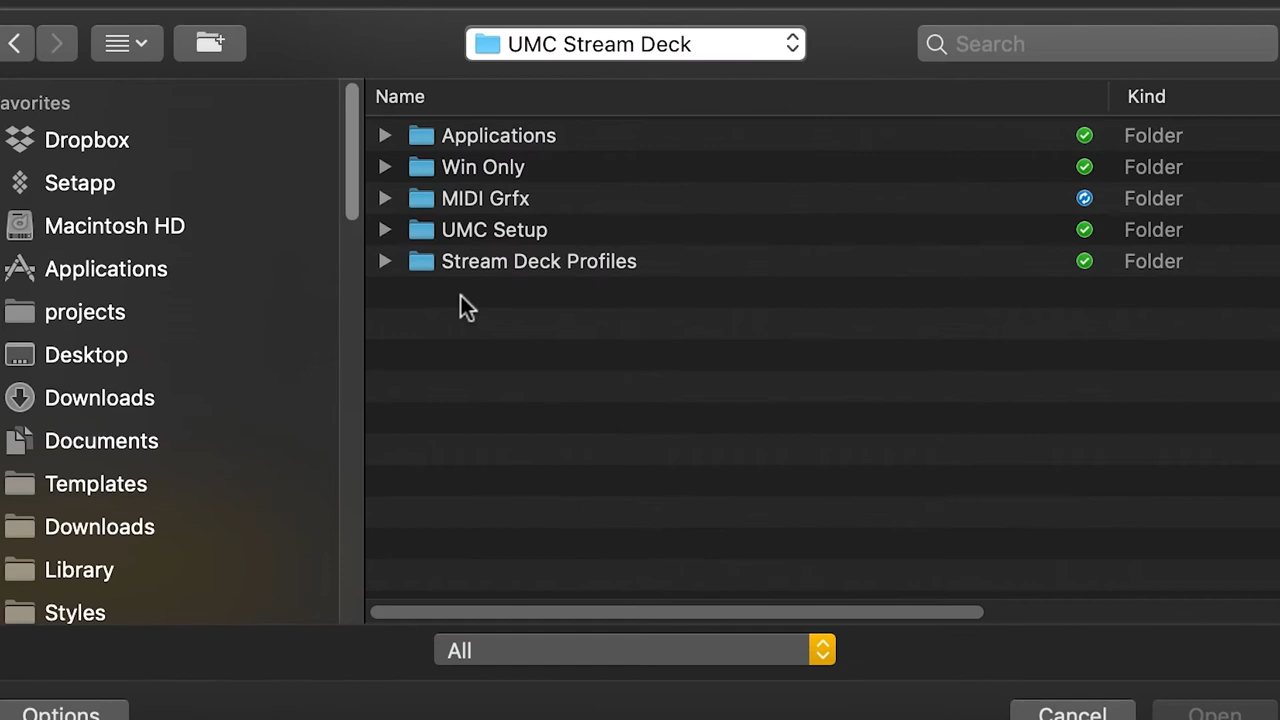 UMC Stream Deck
Search
avorites
Dropbox
Setapp
Macintosh HD
Applications
projects
Desktop
Downloads
Documents
Templates
Downloads
Library
Styles
Name Kind
Applications Folder
Win Only Folder
MIDI Grfx Folder
UMC Setup Folder
Stream Deck Profiles Folder
All
Options
Cancel
Open